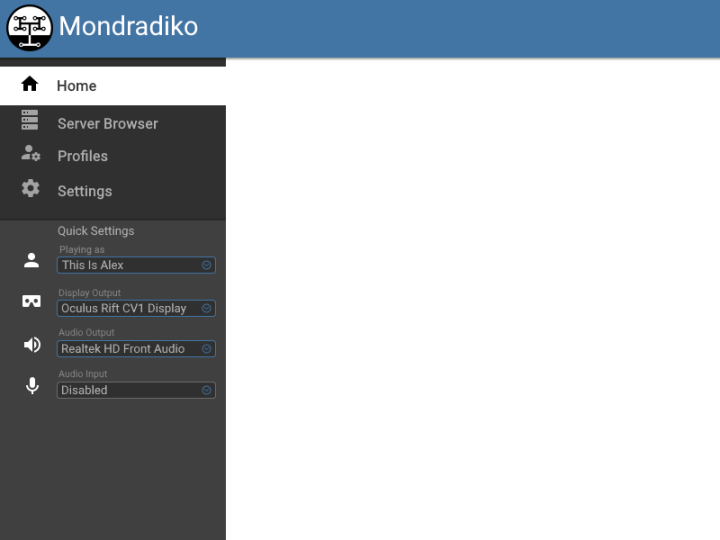 Mondradiko
Home
Server Browser
Profiles
Settings
Quick Settings
Playing as
This Is Alex
Display Output
Oculus Rift CV1 Display
Audio Output
Realtek HD Front Audio
Audio Input
Disabled